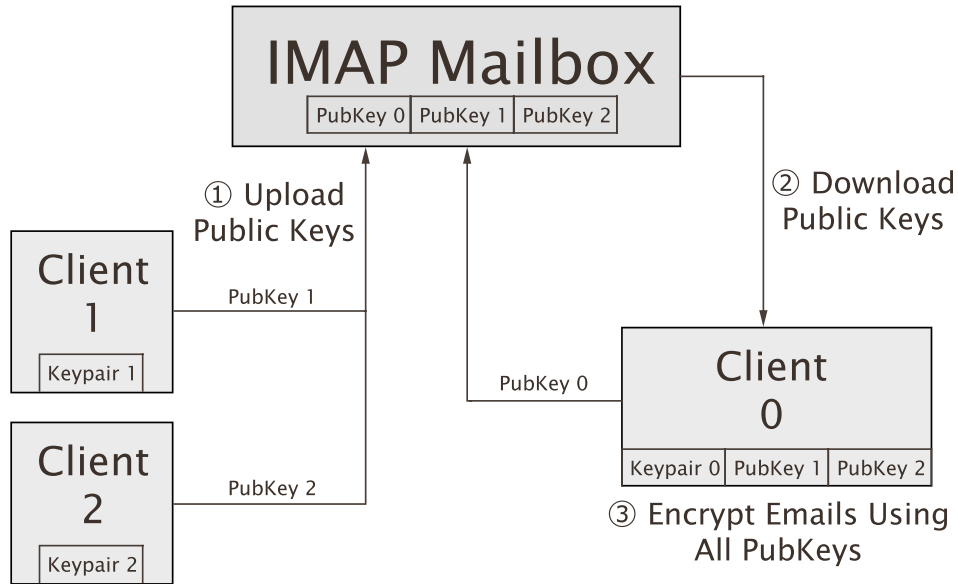 IMAP Mailbox
PubKey 0 PubKey 1 PubKey 2
① Upload
Public Keys
② Download
Public Keys
Client
1
Keypair 1
PubKey 1
PubKey 0
Client
0
Keypair 0 PubKey 1 PubKey 2
Client
2
Keypair 2
PubKey 2
③ Encrypt Emails Using
All PubKeys